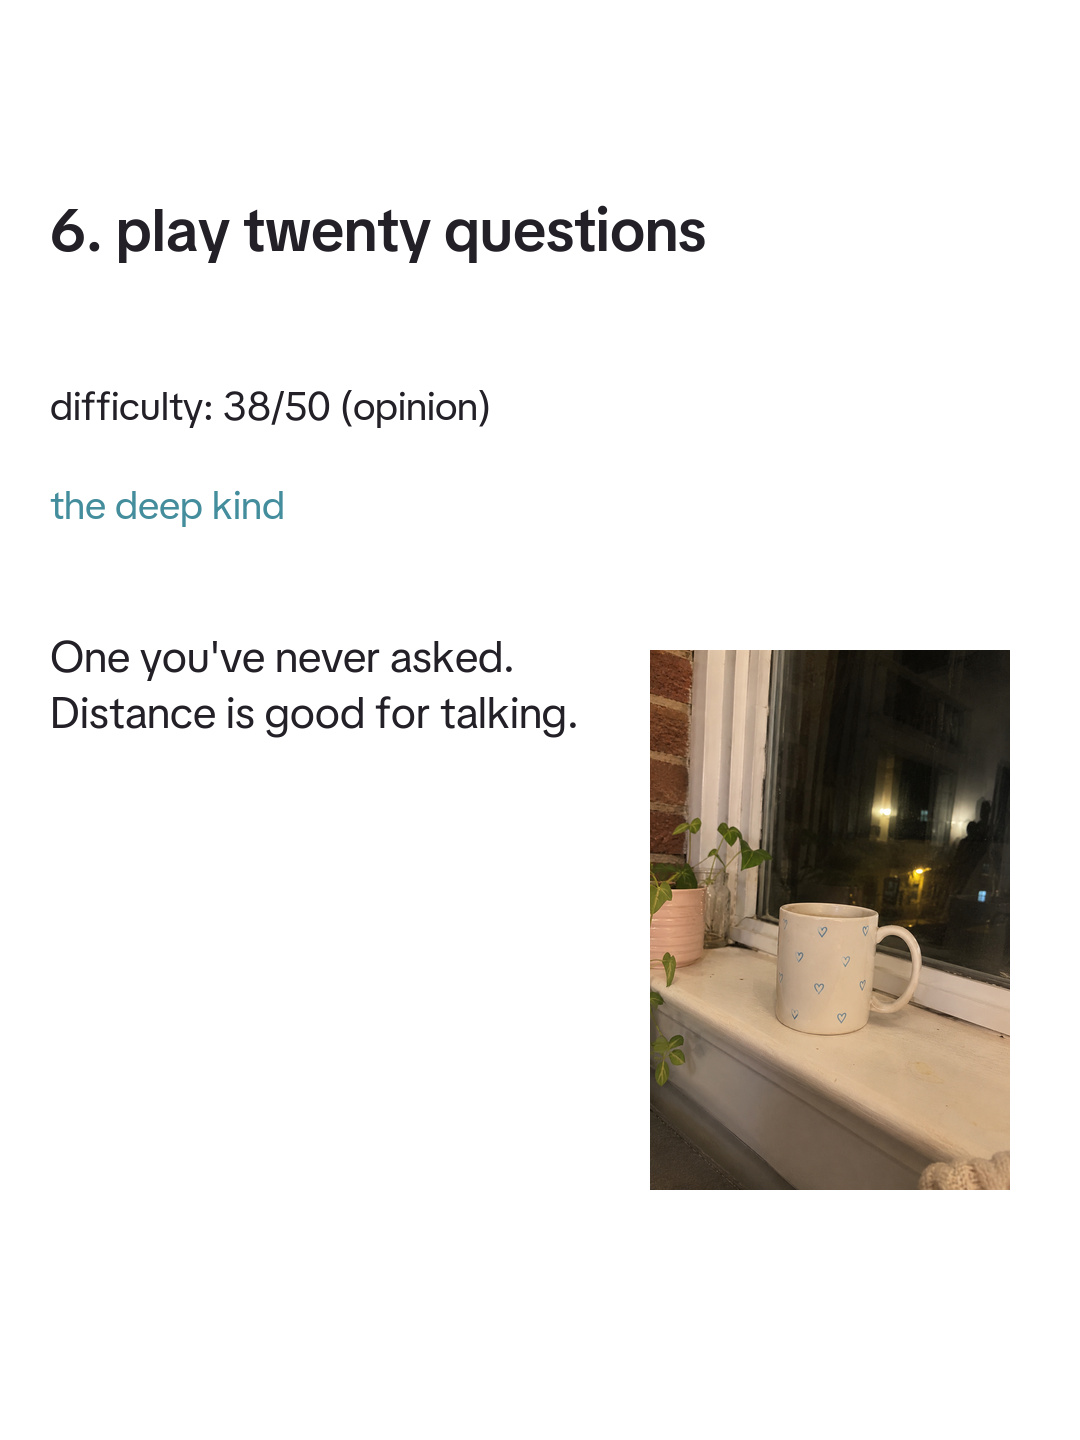 6. play twenty questions
difficulty: 38/50 (opinion)
the deep kind
One you've never asked.
Distance is good for talking.